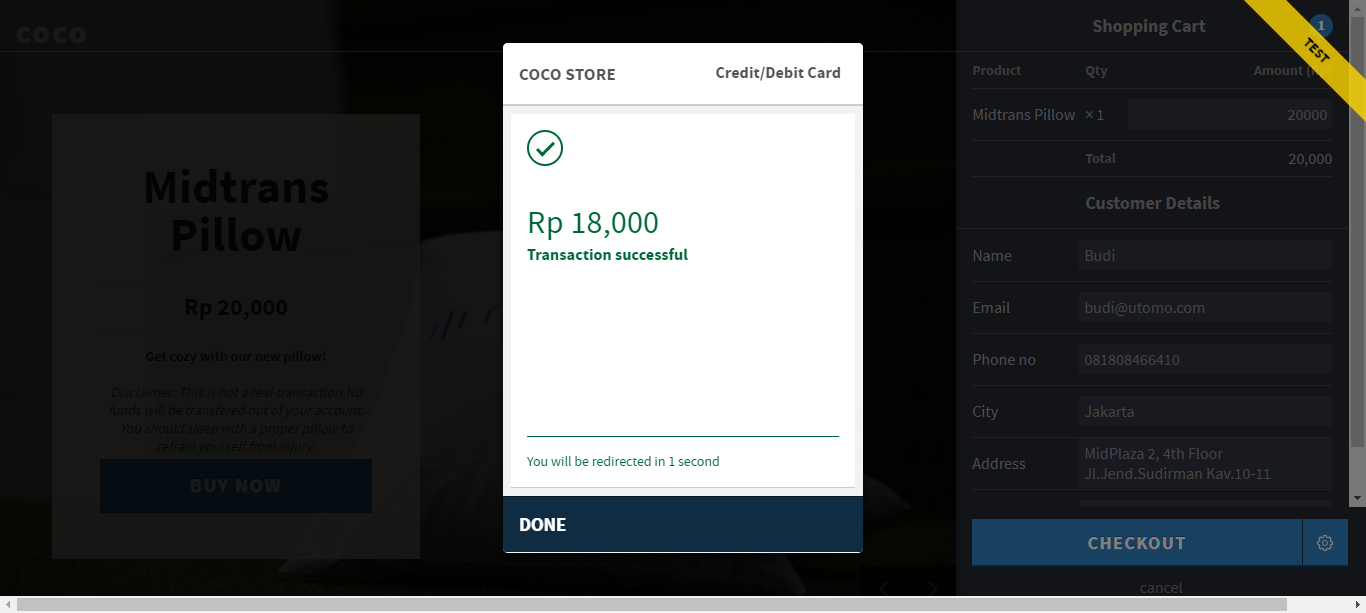 coco
Midtrans
Pillow
Rp 20,000
Get cozy with our new pillow!
Disclaimer: This is not a real transaction.No
funds will be transfered out of your account.
You should sleep with a proper pillow to
refrain yourself from injury.
BUY NOW
COCO STORE
Credit/Debit Card
Rp 18,000
Transaction successful
You will be redirected in 1 second
DONE
Shopping Cart
1
TEST
Product Qty Amount
Midtrans Pillow × 1 20000
Total 20,000
Customer Details
Name Budi
Email budi@utomo.com
Phone no 081808466410
City Jakarta
Address MidPlaza 2, 4th Floor
Jl.Jend.Sudirman Kav.10-11
CHECKOUT
cancel